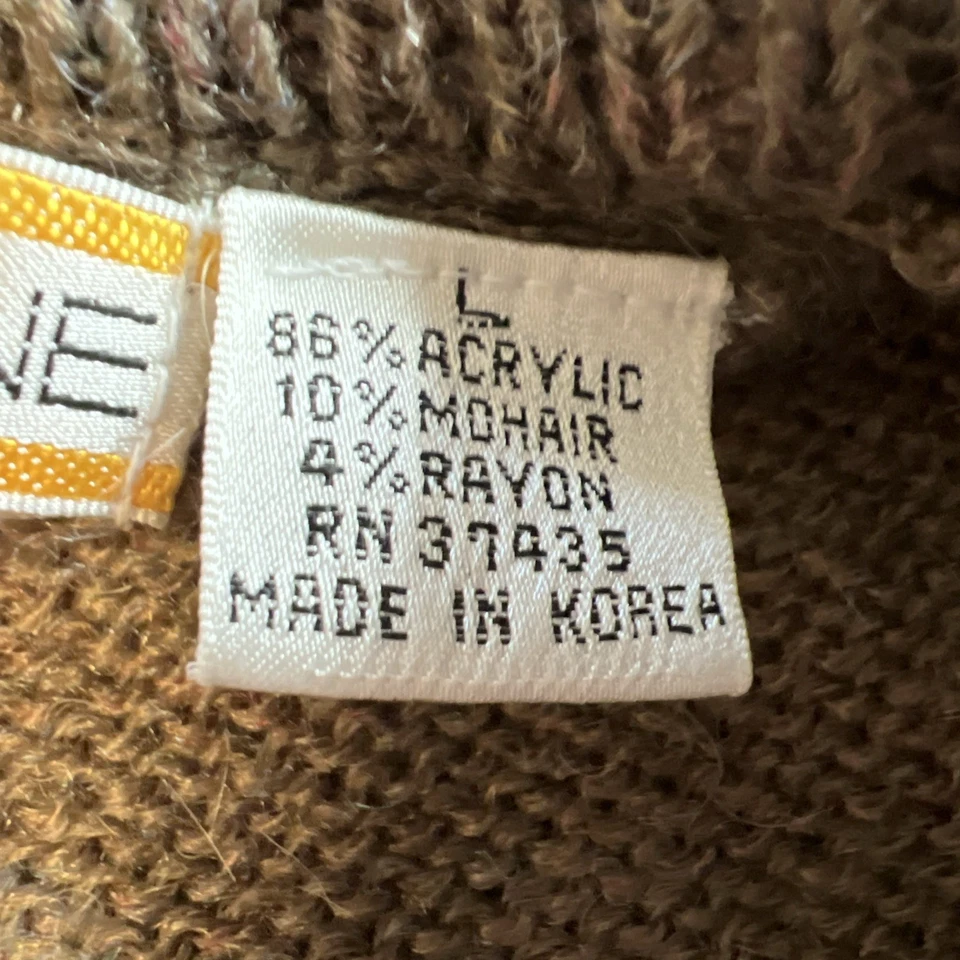 NE
L
86% ACRYLIC
10% MOHAIR
4% RAYON
RN 37435
MADE IN KOREA